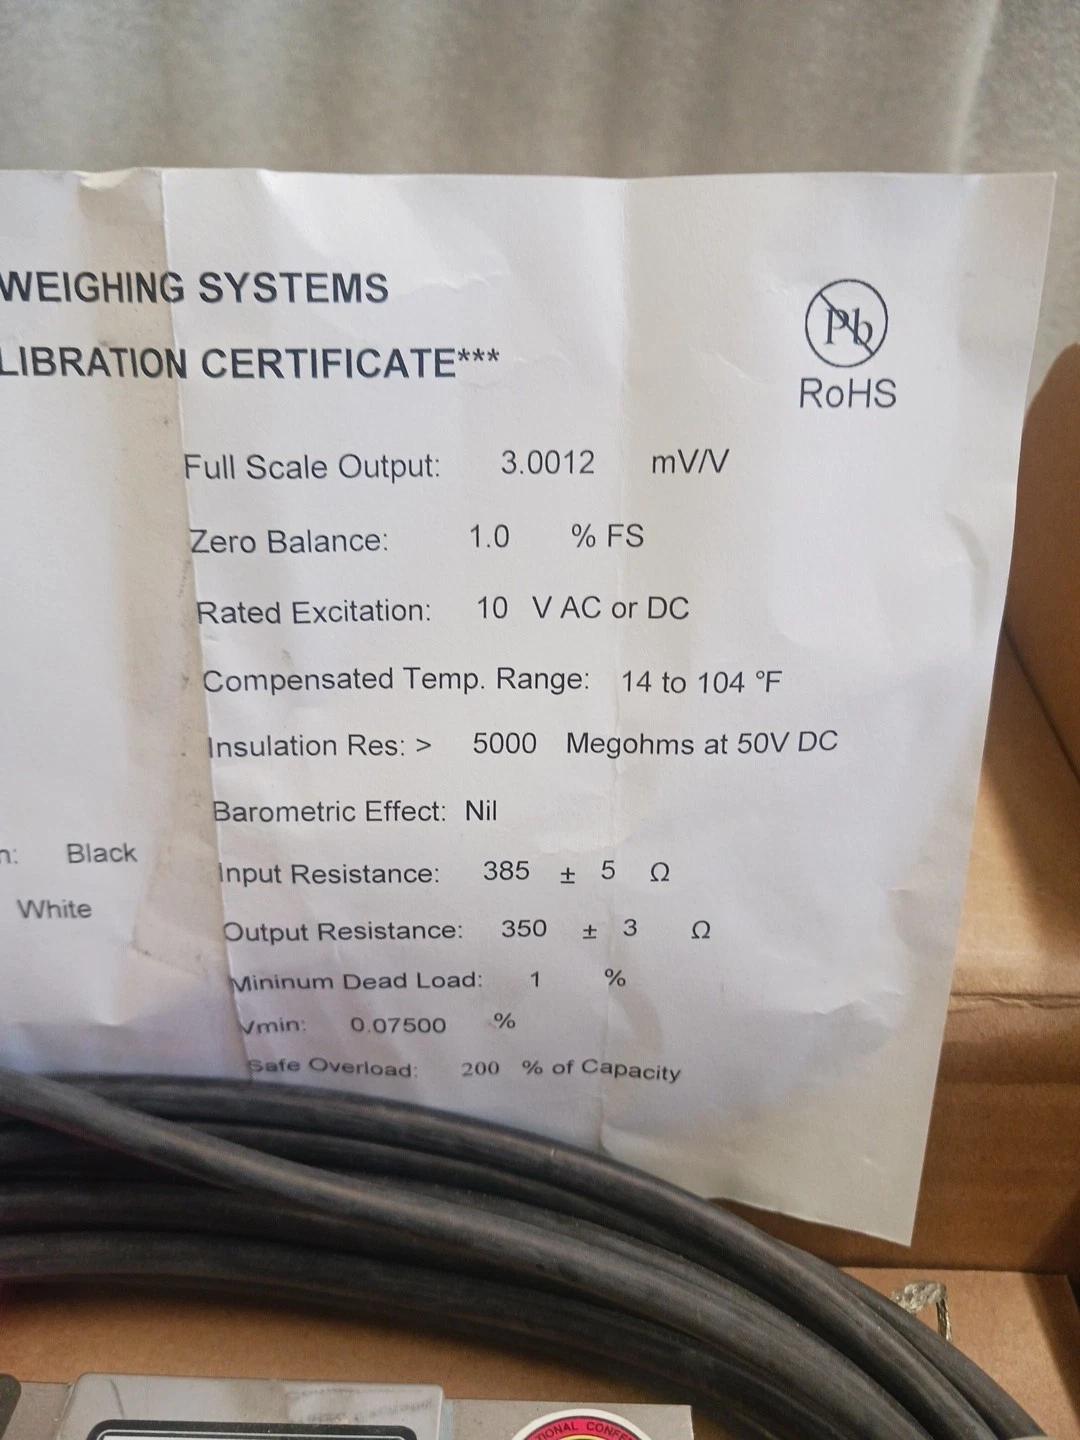 WEIGHING SYSTEMS
LIBRATION CERTIFICATE***
Pb
RoHS
Full Scale Output: 3.0012 mV/V
Zero Balance: 1.0 % FS
Rated Excitation: 10 V AC or DC
Compensated Temp. Range: 14 to 104 °F
Insulation Res: > 5000 Megohms at 50V DC
Barometric Effect: Nil
n: Black
Input Resistance: 385 ± 5 Ω
White
Output Resistance: 350 ± 3 Ω
Mininum Dead Load: 1 %
Vmin: 0.07500 %
Safe Overload: 200 % of Capacity
IONAL CONFE